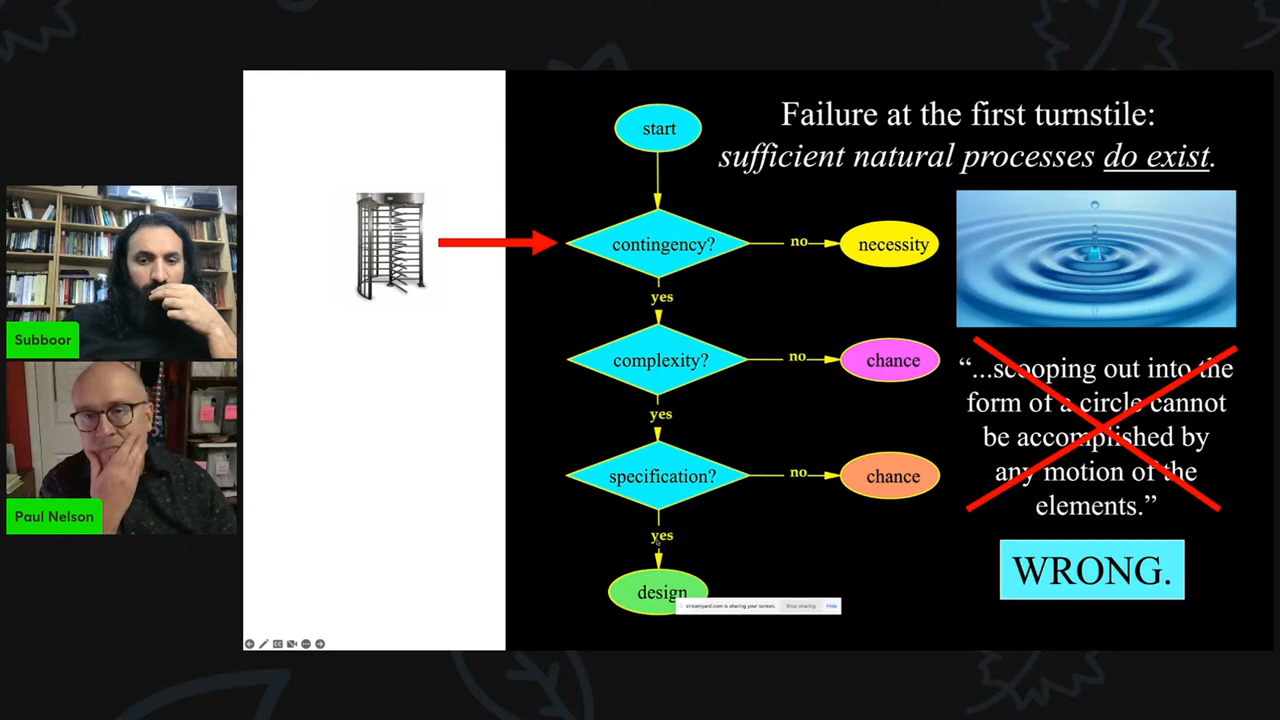 Failure at the first turnstile:
sufficient natural processes do exist.
start
contingency?
no
necessity
yes
complexity?
no
chance
yes
specification?
no
chance
yes
design
“...scooping out into the
form of a circle cannot
be accomplished by
any motion of the
elements.”
WRONG.
Subboor
Paul Nelson
streamyard.com is sharing your screen.
Stop sharing
Hide